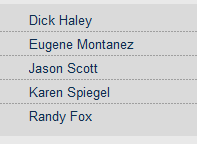 Dick Haley
Eugene Montanez
Jason Scott
Karen Spiegel
Randy Fox